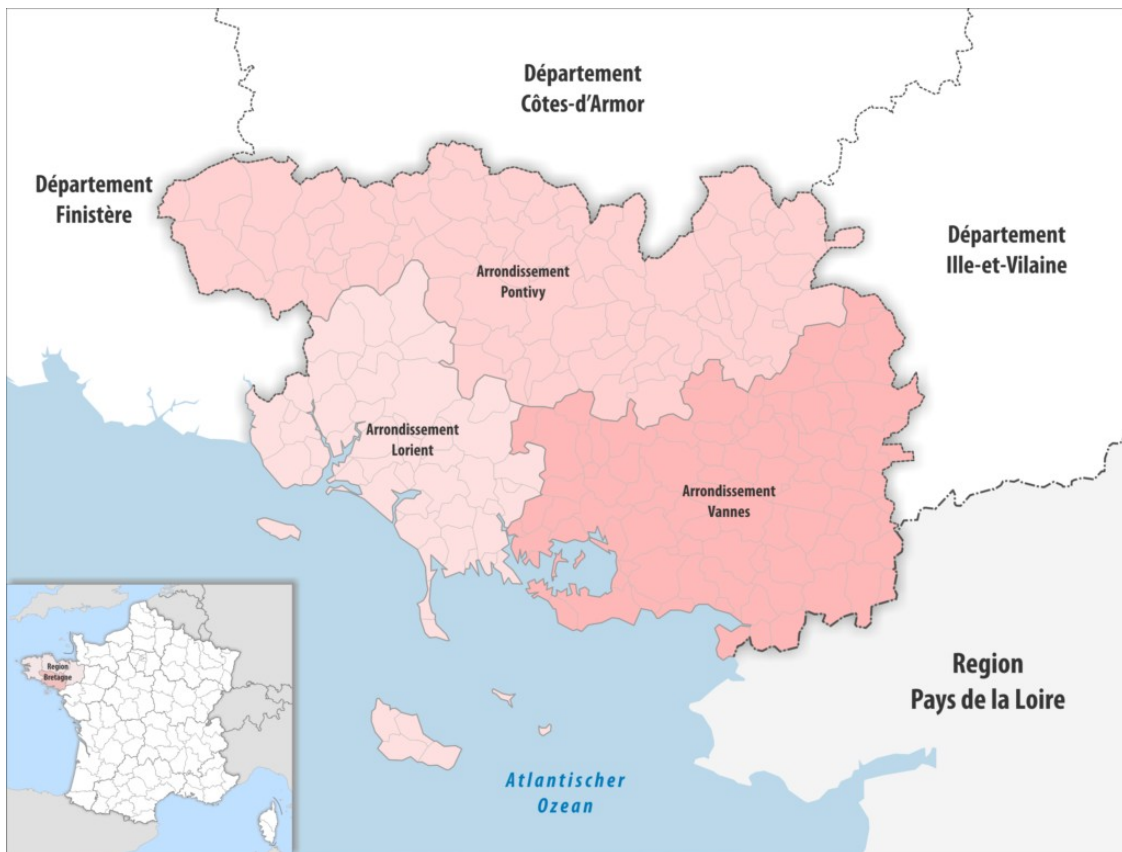 Département
Côtes-d'Armor
Département
Finistère
Département
Ille-et-Vilaine
Arrondissement
Pontivy
Arrondissement
Lorient
Arrondissement
Vannes
Region
Bretagne
Region
Pays de la Loire
Atlantischer
Ozean